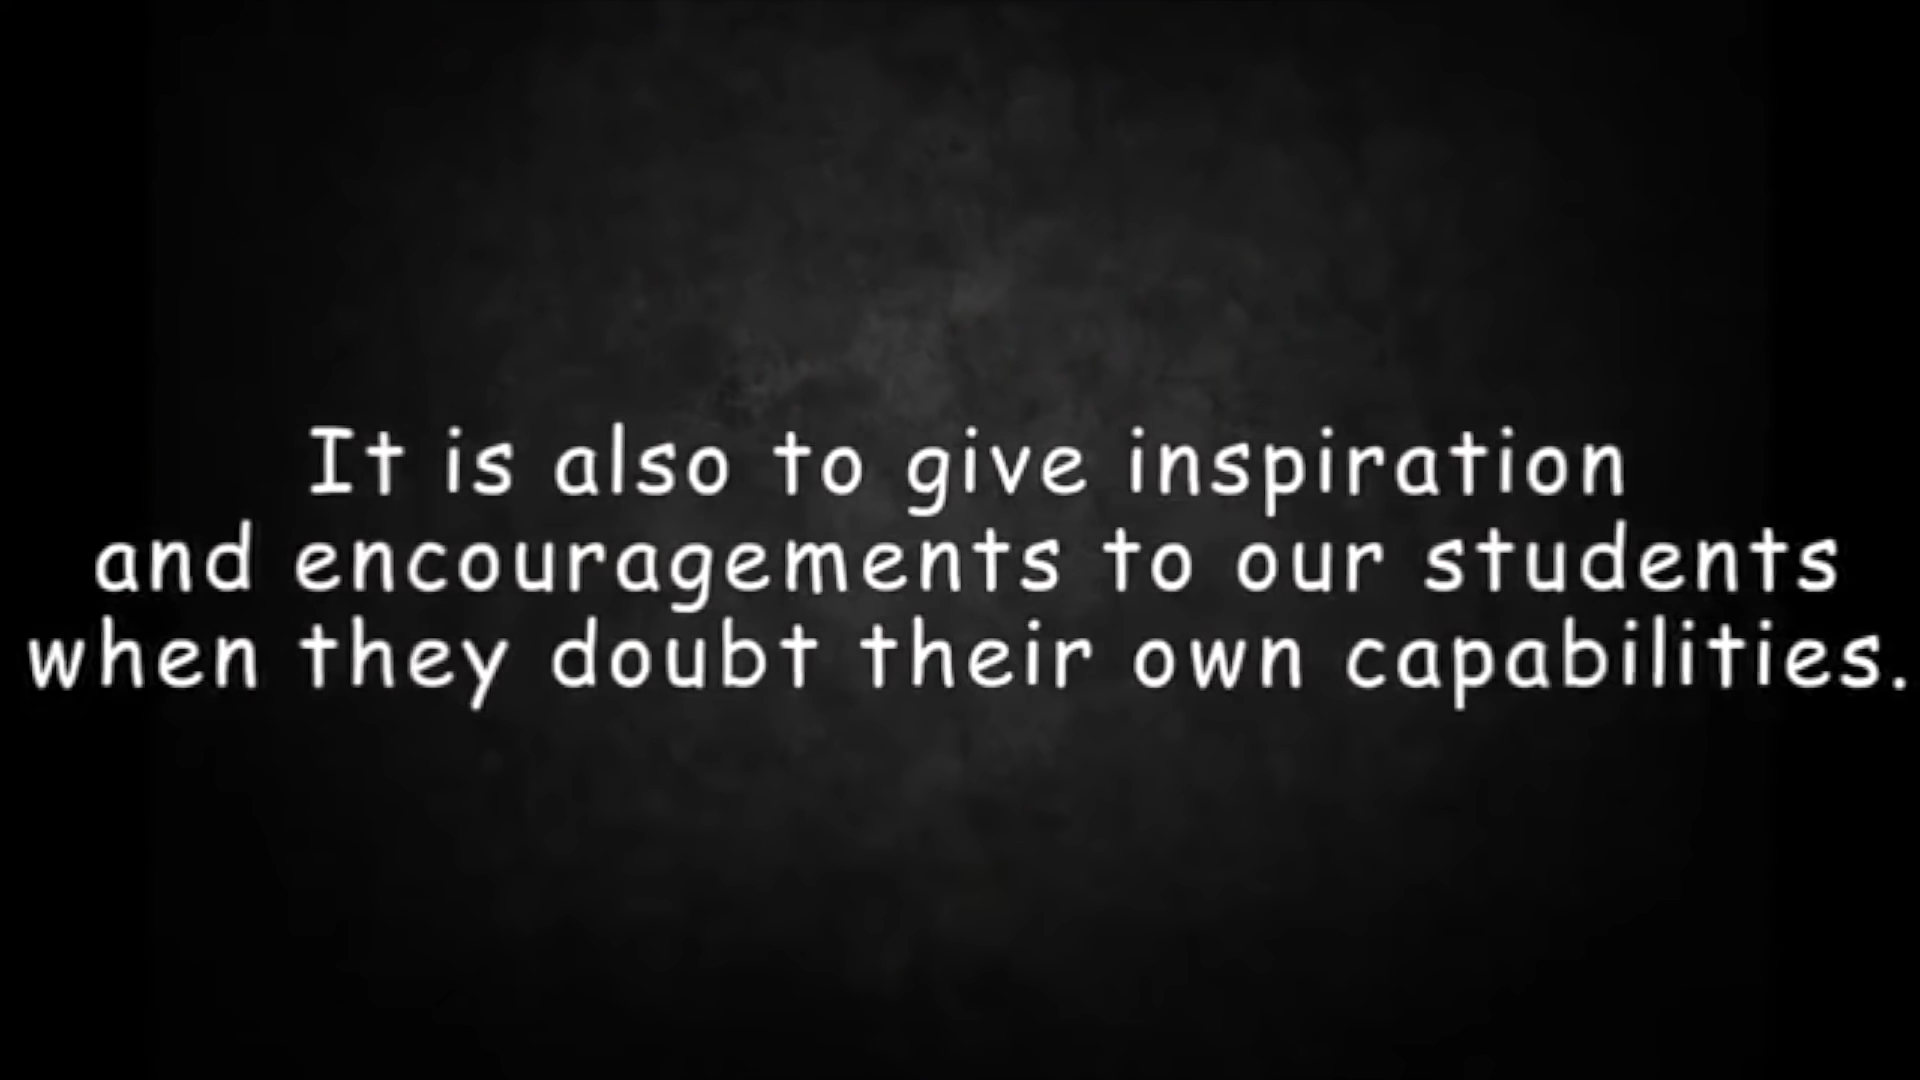 It is also to give inspiration
and encouragements to our students
when they doubt their own capabilities.